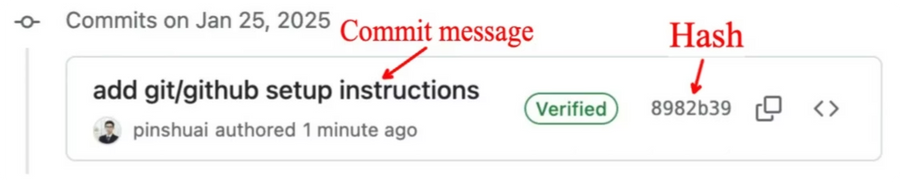 Commits on Jan 25, 2025
Commit message
Hash
add git/github setup instructions
Verified
8982b39
pinshuai authored 1 minute ago